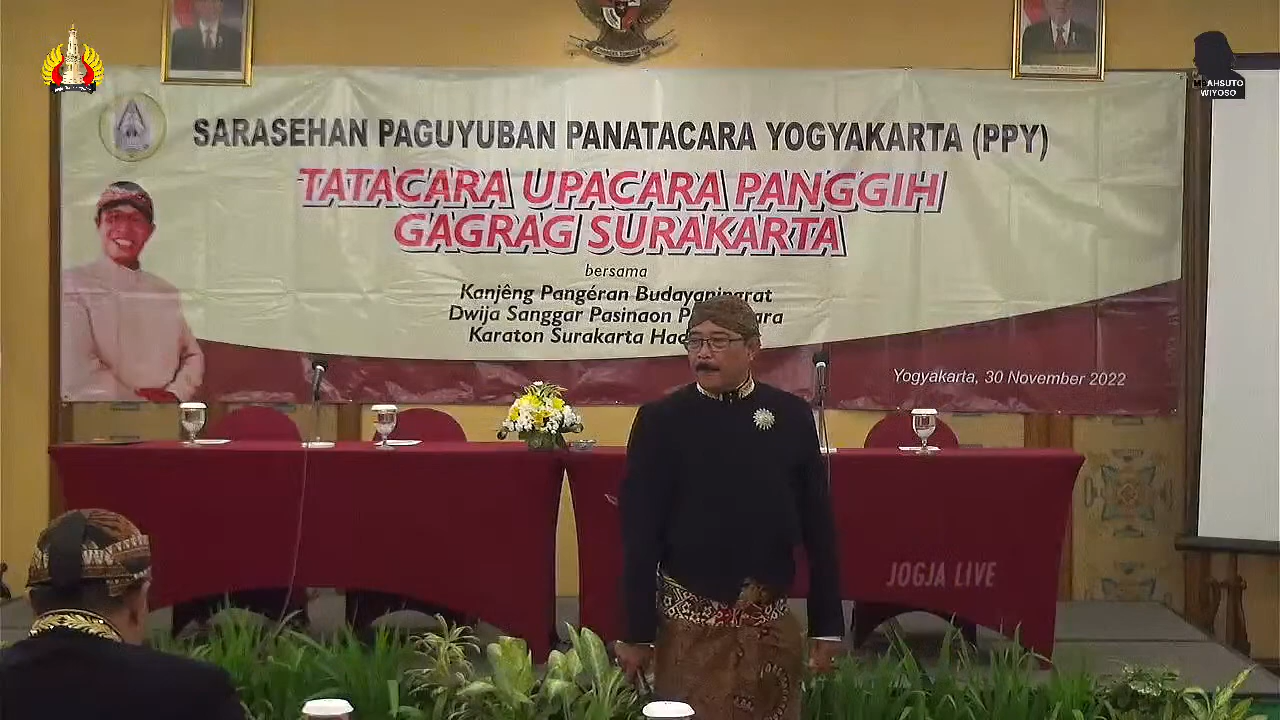 AHSUTO
WIYOSO
SARASEHAN PAGUYUBAN PANATACARA YOGYAKARTA (PPY)
TATACARA UPACARA PANGGIH
GAGRAG SURAKARTA
bersama
Kanjêng Pangéran Budayaningrat
Dwija Sanggar Pasinaon
Karaton Surakarta
Yogyakarta, 30 November 2022
JOGJA LIVE